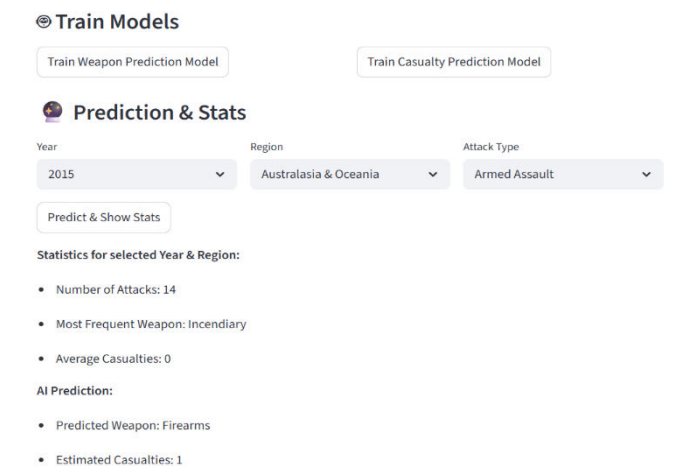 Train Models
Train Weapon Prediction Model Train Casualty Prediction Model
Prediction & Stats
Year Region Attack Type
2015 Australasia & Oceania Armed Assault
Predict & Show Stats
Statistics for selected Year & Region:
• Number of Attacks: 14
• Most Frequent Weapon: Incendiary
• Average Casualties: 0
AI Prediction:
• Predicted Weapon: Firearms
• Estimated Casualties: 1